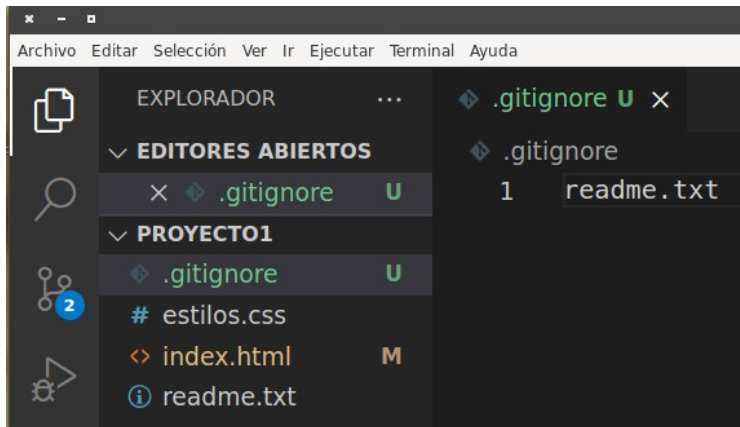 Archivo Editar Selección Ver Ir Ejecutar Terminal Ayuda
EXPLORADOR ...
EDITORES ABIERTOS
.gitignore U
PROYECTO1
.gitignore U
# estilos.css
<> index.html M
readme.txt
2
.gitignore U
.gitignore
1 readme.txt